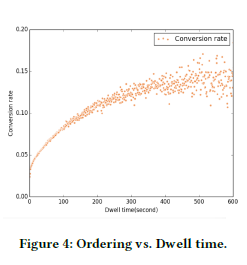 0.20
Conversion rate
0.15
0.10
0.05
0.00
Conversion rate
0 100 200 300 400 500 600
Dwell time(second)
Figure 4: Ordering vs. Dwell time.